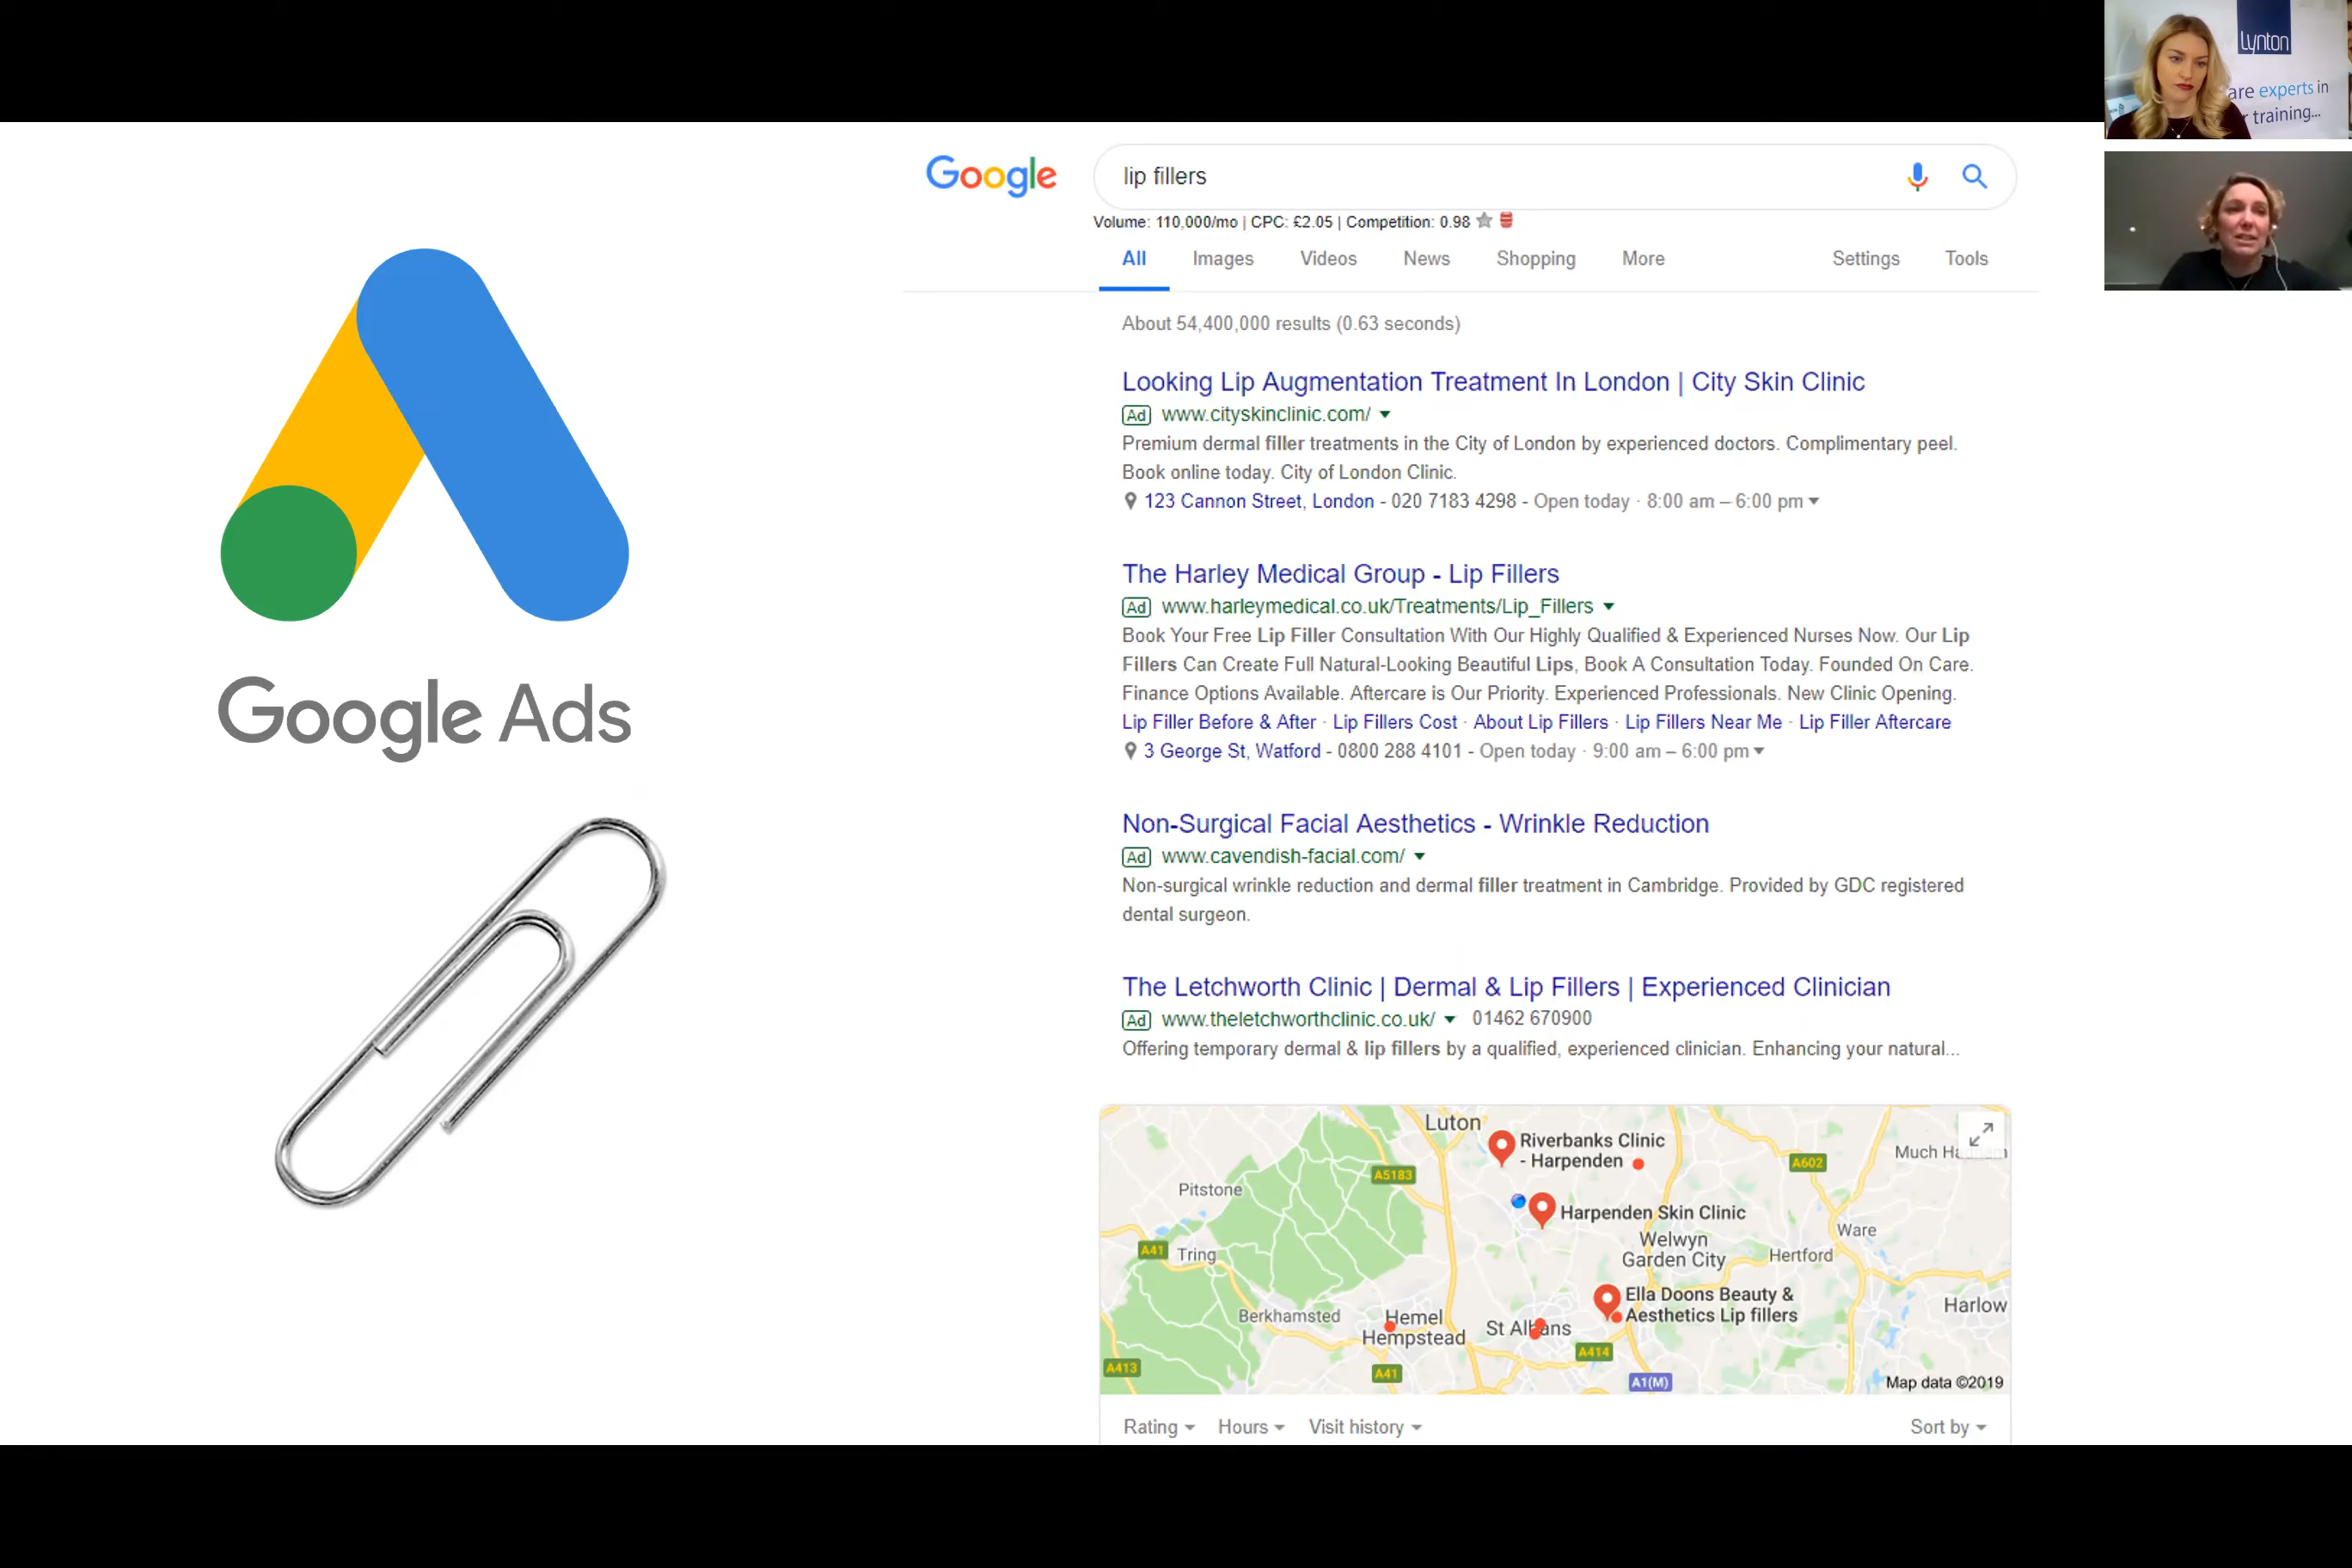 Lynton
are experts in
training...
Google
lip fillers
Volume: 110,000/mo | CPC: £2.05 | Competition: 0.98
All Images Videos News Shopping More Settings Tools
About 54,400,000 results (0.63 seconds)
Looking Lip Augmentation Treatment In London | City Skin Clinic
Ad www.cityskinclinic.com/
Premium dermal filler treatments in the City of London by experienced doctors. Complimentary peel.
Book online today. City of London Clinic.
123 Cannon Street, London - 020 7183 4298 - Open today · 8:00 am – 6:00 pm
The Harley Medical Group - Lip Fillers
Ad www.harleymedical.co.uk/Treatments/Lip_Fillers
Book Your Free Lip Filler Consultation With Our Highly Qualified & Experienced Nurses Now. Our Lip
Fillers Can Create Full Natural-Looking Beautiful Lips, Book A Consultation Today. Founded On Care.
Finance Options Available. Aftercare is Our Priority. Experienced Professionals. New Clinic Opening.
Lip Filler Before & After · Lip Fillers Cost · About Lip Fillers · Lip Fillers Near Me · Lip Filler Aftercare
3 George St, Watford - 0800 288 4101 - Open today · 9:00 am – 6:00 pm
Non-Surgical Facial Aesthetics - Wrinkle Reduction
Ad www.cavendish-facial.com/
Non-surgical wrinkle reduction and dermal filler treatment in Cambridge. Provided by GDC registered
dental surgeon.
The Letchworth Clinic | Dermal & Lip Fillers | Experienced Clinician
Ad www.theletchworthclinic.co.uk/ 01462 670900
Offering temporary dermal & lip fillers by a qualified, experienced clinician. Enhancing your natural...
Google Ads
Luton
Riverbanks Clinic
- Harpenden
A5183
A602
Much
Pitstone
Harpenden Skin Clinic
Ware
Welwyn
Garden City
Hertford
A41
Tring
Ella Doons Beauty &
Aesthetics Lip fillers
Harlow
Berkhamsted
Hemel
Hempstead
St Albans
A414
A413
A41
A1(M)
Map data ©2019
Rating Hours Visit history Sort by